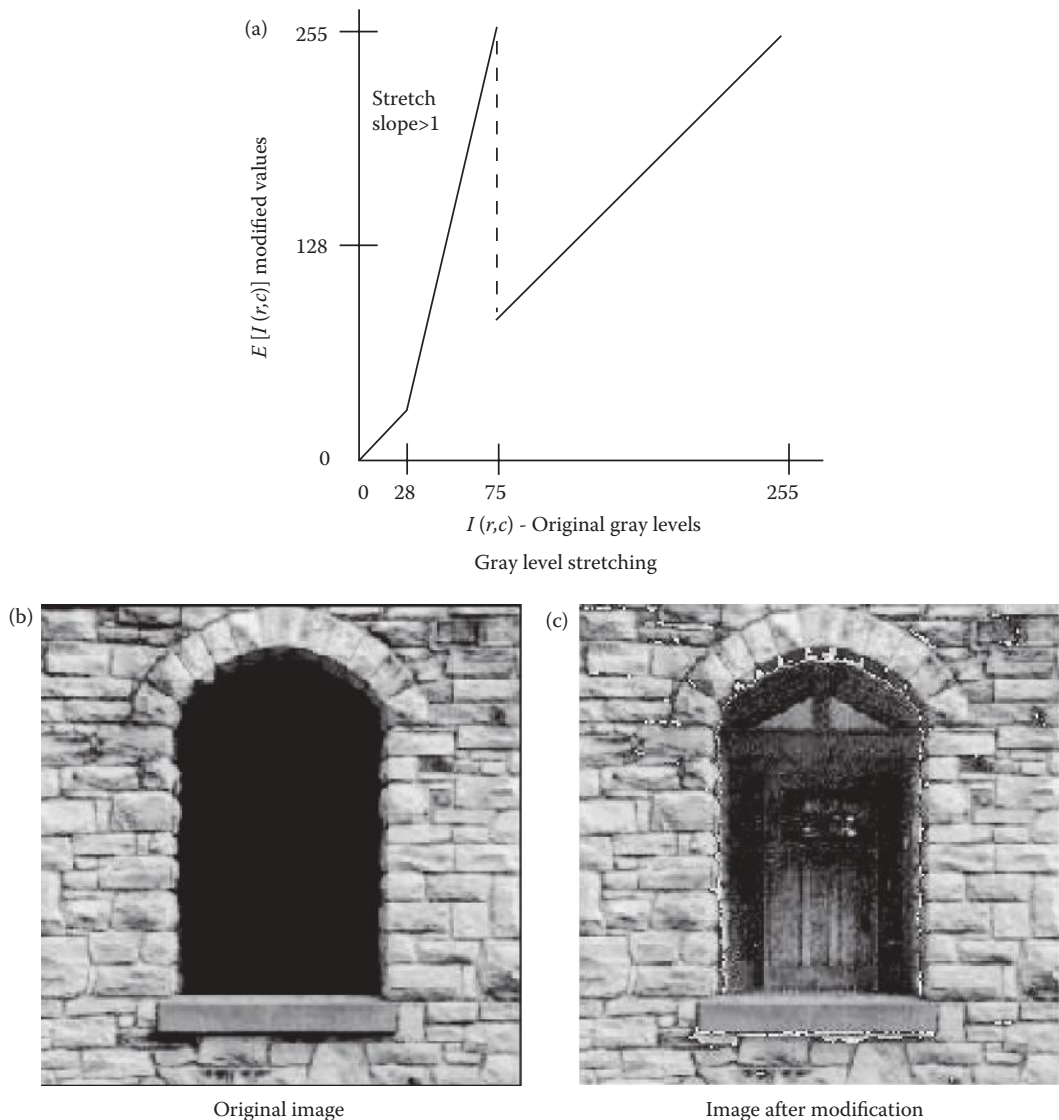 (a)
255
Stretch
slope>1
E [I (r,c)] modified values
128
0
0 28 75 255
I (r,c) - Original gray levels
Gray level stretching
(b)
(c)
Original image
Image after modification